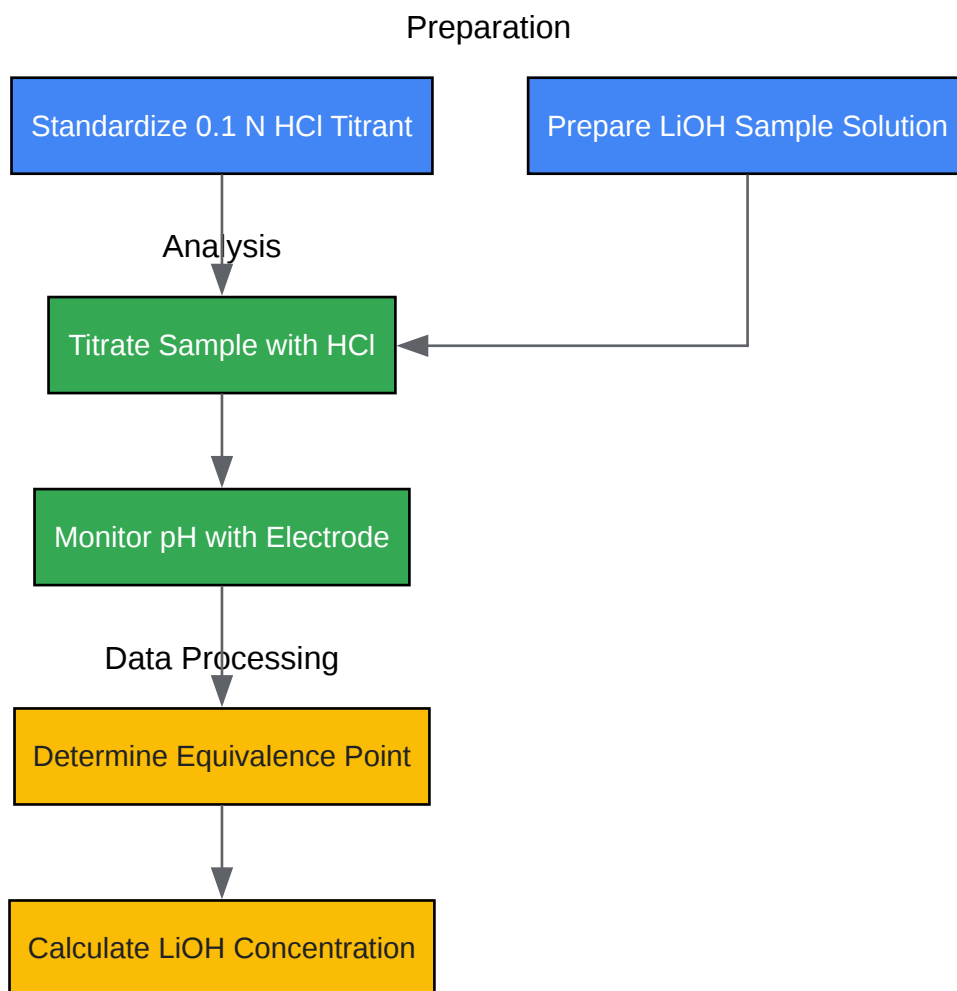 Preparation
Standardize 0.1 N HCl Titrant
Prepare LiOH Sample Solution
Analysis
Titrate Sample with HCl
Monitor pH with Electrode
Data Processing
Determine Equivalence Point
Calculate LiOH Concentration